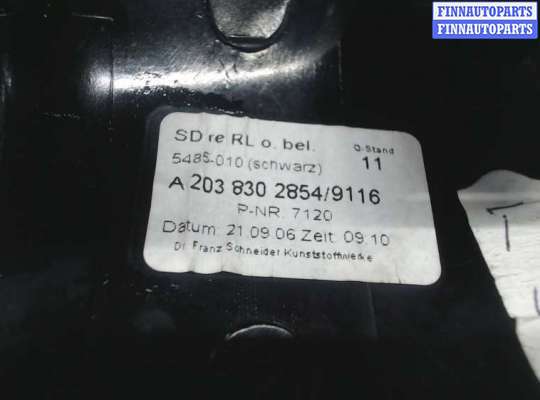 FINNAUTOPARTS
FINNAUTOPARTS
SD re RL o. bel.
Q-Stand
5485-010 (schwarz)
11
A 203 830 2854/9116
P-NR. 7120
Datum: 21.09.06 Zeit: 09.10
Dr. Franz Schneider Kunststoffwerke